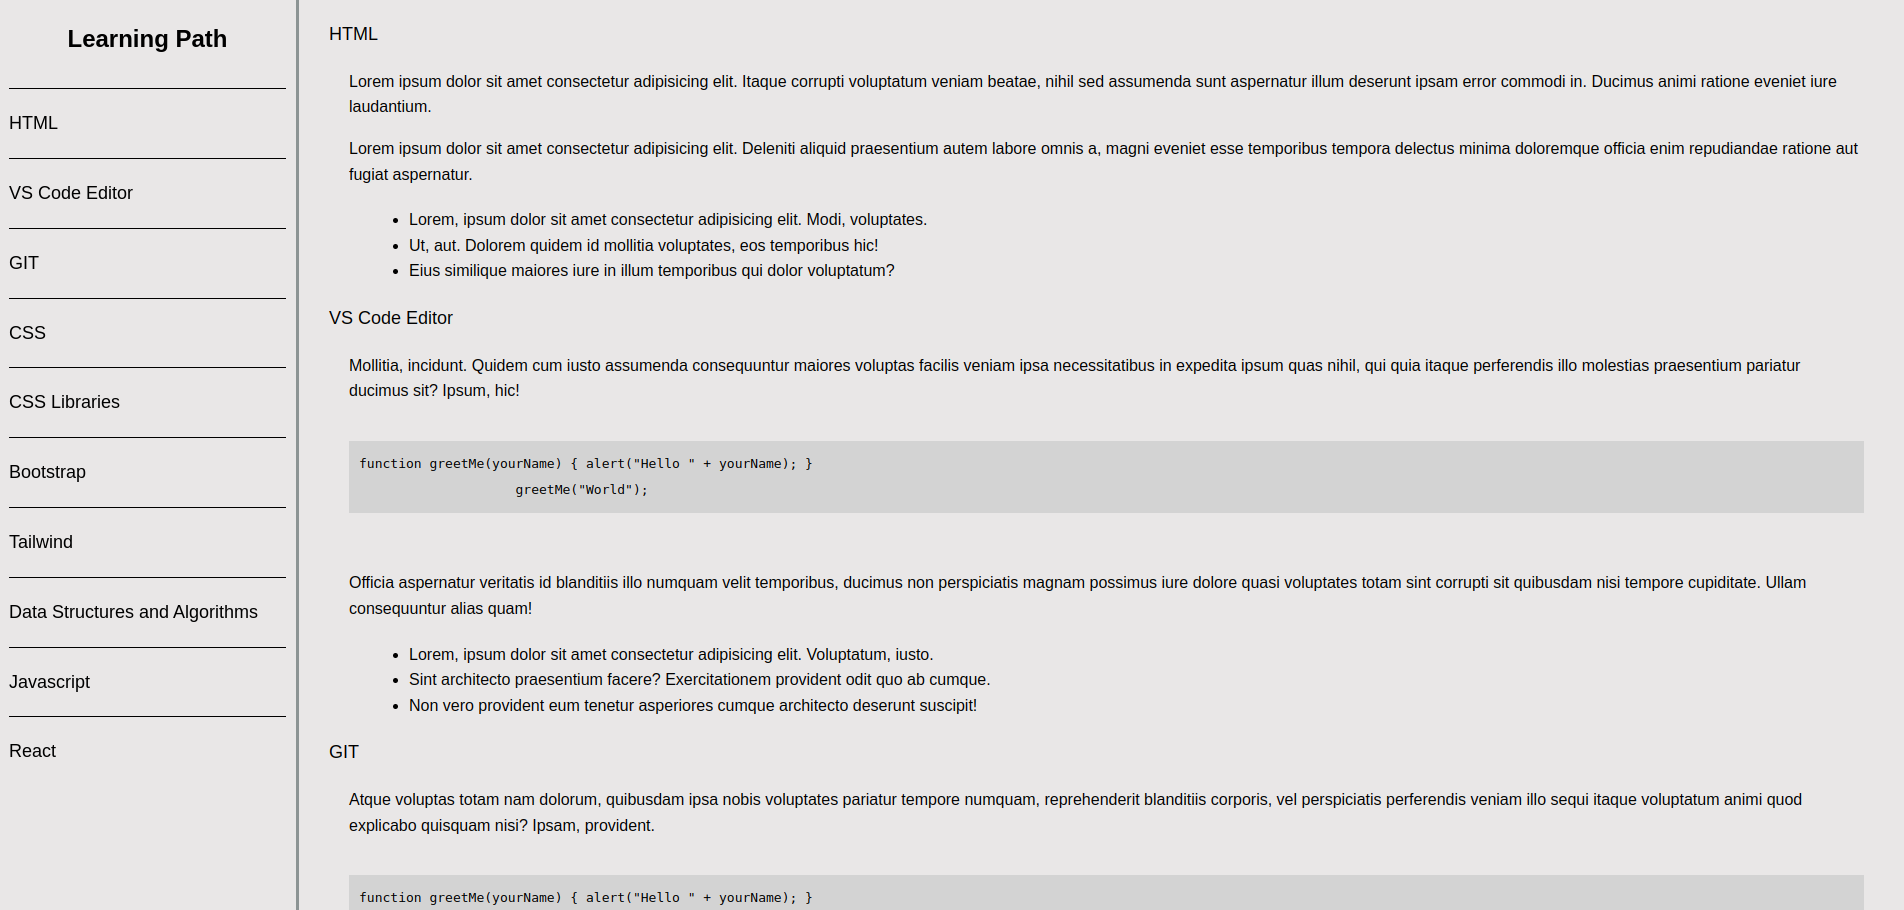 Learning Path
HTML
VS Code Editor
GIT
CSS
CSS Libraries
Bootstrap
Tailwind
Data Structures and Algorithms
Javascript
React
HTML
Lorem ipsum dolor sit amet consectetur adipisicing elit. Itaque corrupti voluptatum veniam beatae, nihil sed assumenda sunt aspernatur illum deserunt ipsam error commodi in. Ducimus animi ratione eveniet iure
laudantium.
Lorem ipsum dolor sit amet consectetur adipisicing elit. Deleniti aliquid praesentium autem labore omnis a, magni eveniet esse temporibus tempora delectus minima doloremque officia enim repudiandae ratione aut
fugiat aspernatur.
• Lorem, ipsum dolor sit amet consectetur adipisicing elit. Modi, voluptates.
• Ut, aut. Dolorem quidem id mollitia voluptates, eos temporibus hic!
• Eius similique maiores iure in illum temporibus qui dolor voluptatum?
VS Code Editor
Mollitia, incidunt. Quidem cum iusto assumenda consequuntur maiores voluptas facilis veniam ipsa necessitatibus in expedita ipsum quas nihil, qui quia itaque perferendis illo molestias praesentium pariatur
ducimus sit? Ipsum, hic!
function greetMe(yourName) { alert("Hello " + yourName); }
greetMe("World");
Officia aspernatur veritatis id blanditiis illo numquam velit temporibus, ducimus non perspiciatis magnam possimus iure dolore quasi voluptates totam sint corrupti sit quibusdam nisi tempore cupiditate. Ullam
consequuntur alias quam!
• Lorem, ipsum dolor sit amet consectetur adipisicing elit. Voluptatum, iusto.
• Sint architecto praesentium facere? Exercitationem provident odit quo ab cumque.
• Non vero provident eum tenetur asperiores cumque architecto deserunt suscipit!
GIT
Atque voluptas totam nam dolorum, quibusdam ipsa nobis voluptates pariatur tempore numquam, reprehenderit blanditiis corporis, vel perspiciatis perferendis veniam illo sequi itaque voluptatum animi quod
explicabo quisquam nisi? Ipsam, provident.
function greetMe(yourName) { alert("Hello " + yourName); }